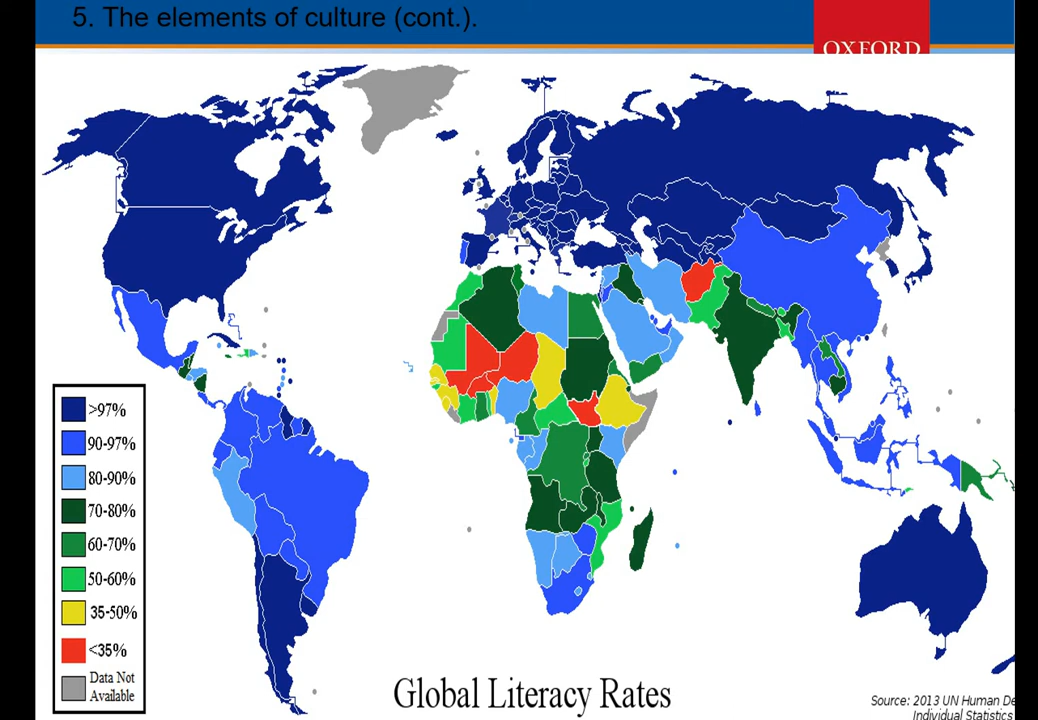 5. The elements of culture (cont.).
OXFORD
>97%
90-97%
80-90%
70-80%
60-70%
50-60%
35-50%
<35%
Data Not
Available
Global Literacy Rates
Source: 2013 UN Human De
Individual Statistics